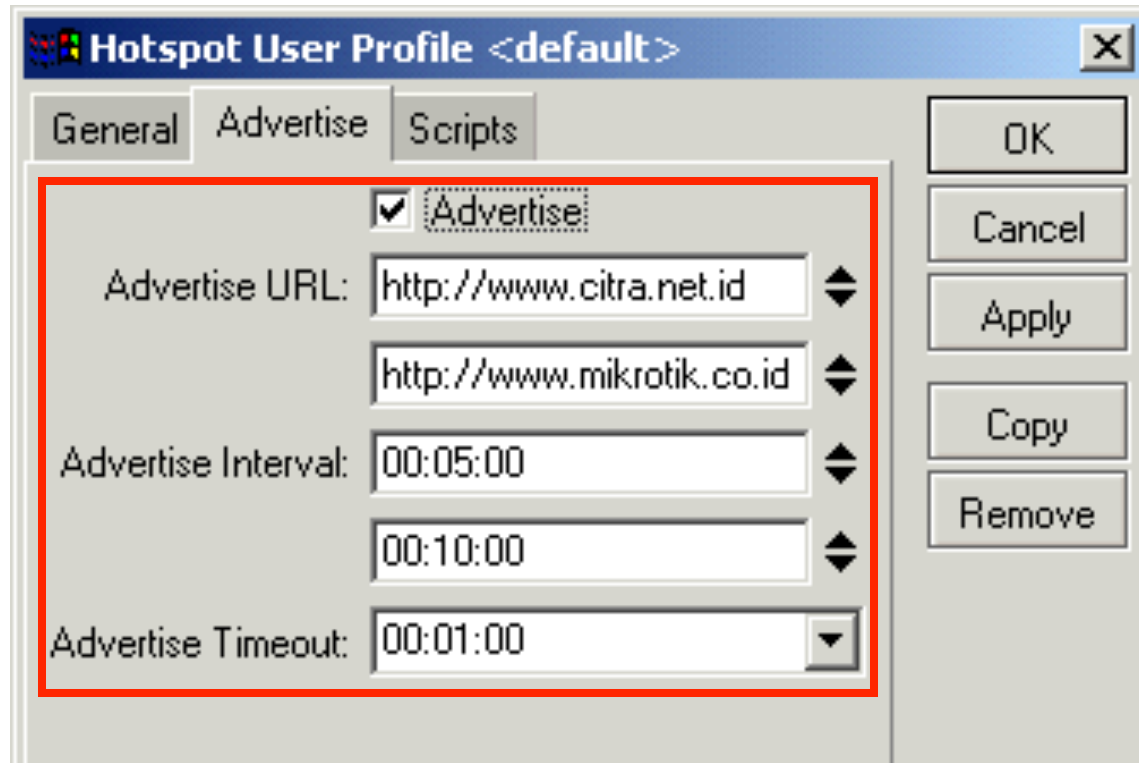 Hotspot User Profile <default>
General Advertise Scripts
Advertise
Advertise URL: http://www.citra.net.id
http://www.mikrotik.co.id
Advertise Interval: 00:05:00
00:10:00
Advertise Timeout: 00:01:00
OK
Cancel
Apply
Copy
Remove